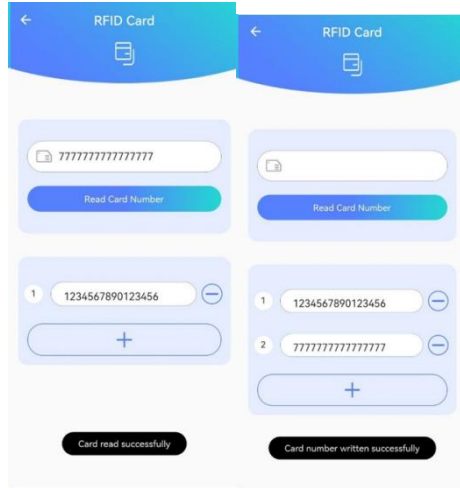 RFID Card
7777777777777777
Read Card Number
1 1234567890123456
+
Card read successfully
RFID Card
Read Card Number
1 1234567890123456
2 7777777777777777
+
Card number written successfully